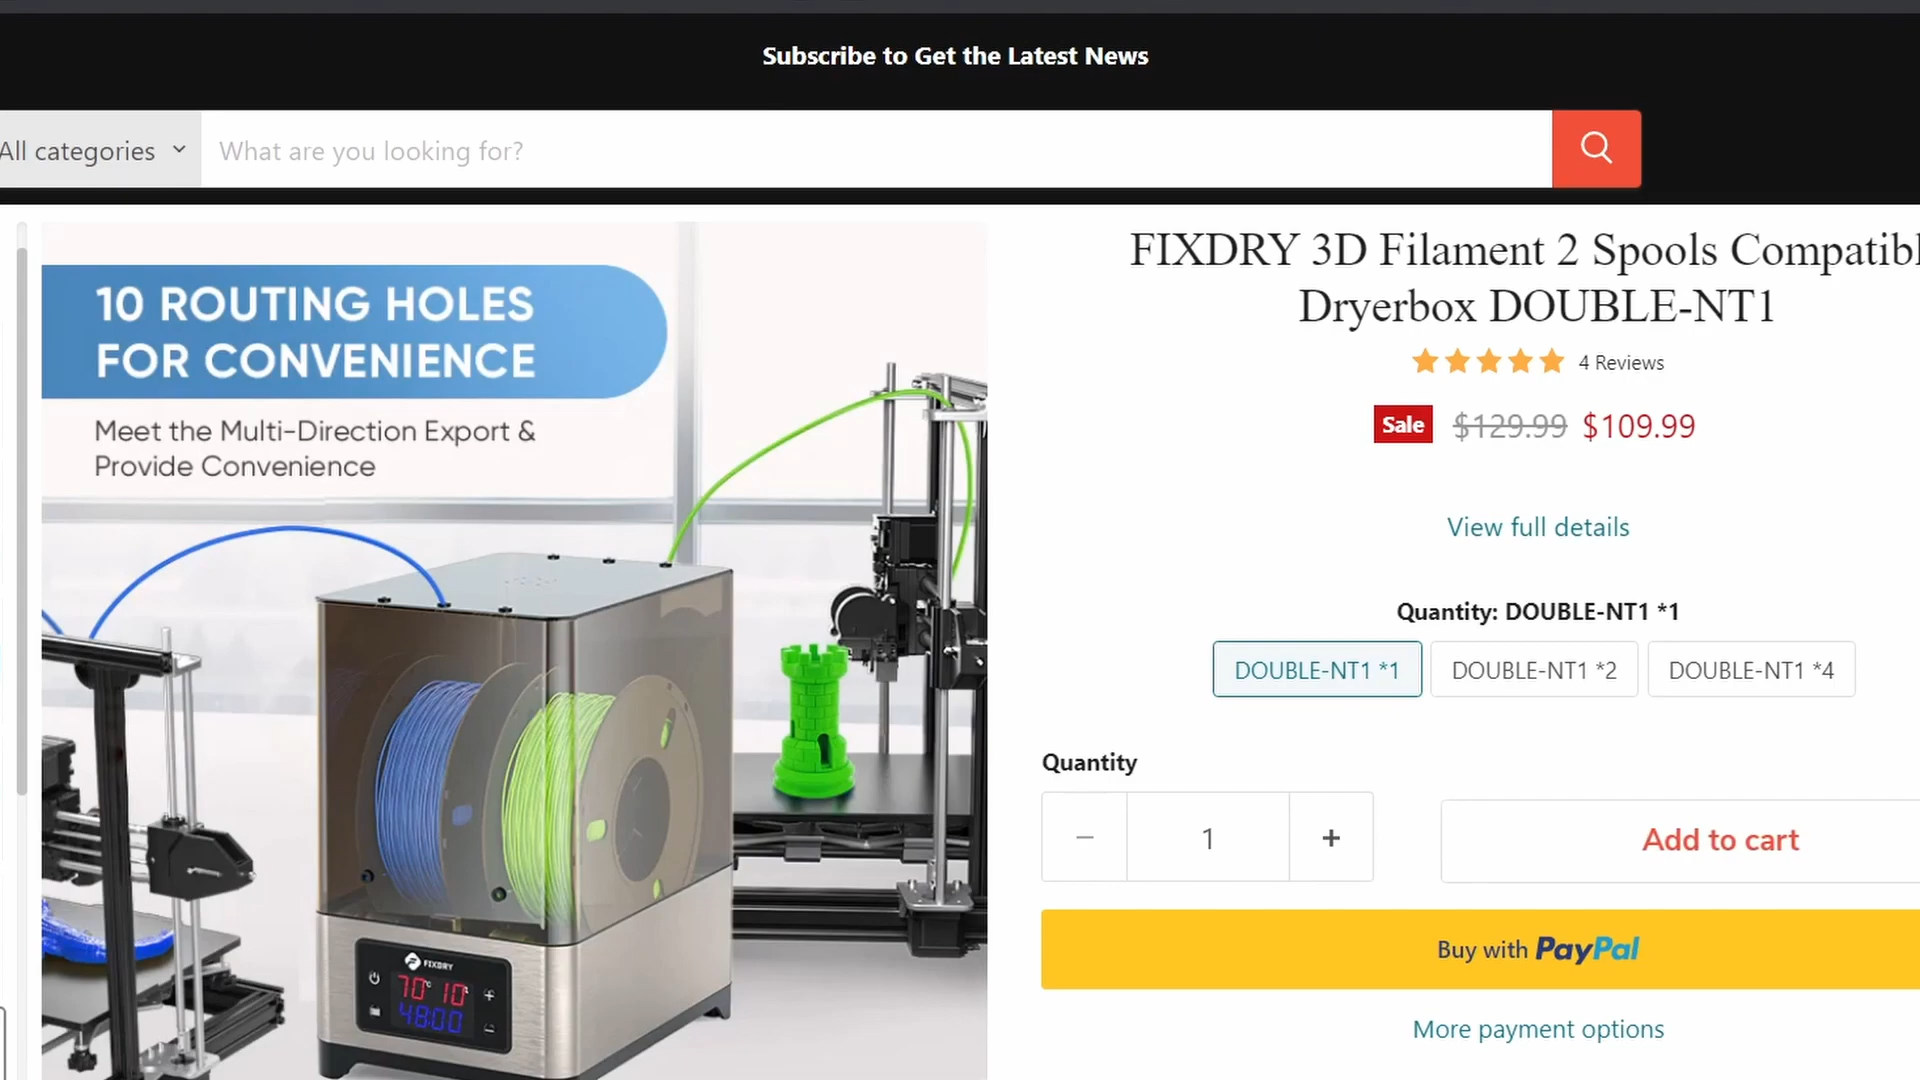 Subscribe to Get the Latest News
All categories
What are you looking for?
10 ROUTING HOLES
FOR CONVENIENCE
Meet the Multi-Direction Export &
Provide Convenience
FIXDRY
70°C 10%
48:00
FIXDRY 3D Filament 2 Spools Compatibl
Dryerbox DOUBLE-NT1
4 Reviews
Sale $129.99 $109.99
View full details
Quantity: DOUBLE-NT1 *1
DOUBLE-NT1 *1 DOUBLE-NT1 *2 DOUBLE-NT1 *4
Quantity
− 1 +
Add to cart
Buy with PayPal
More payment options